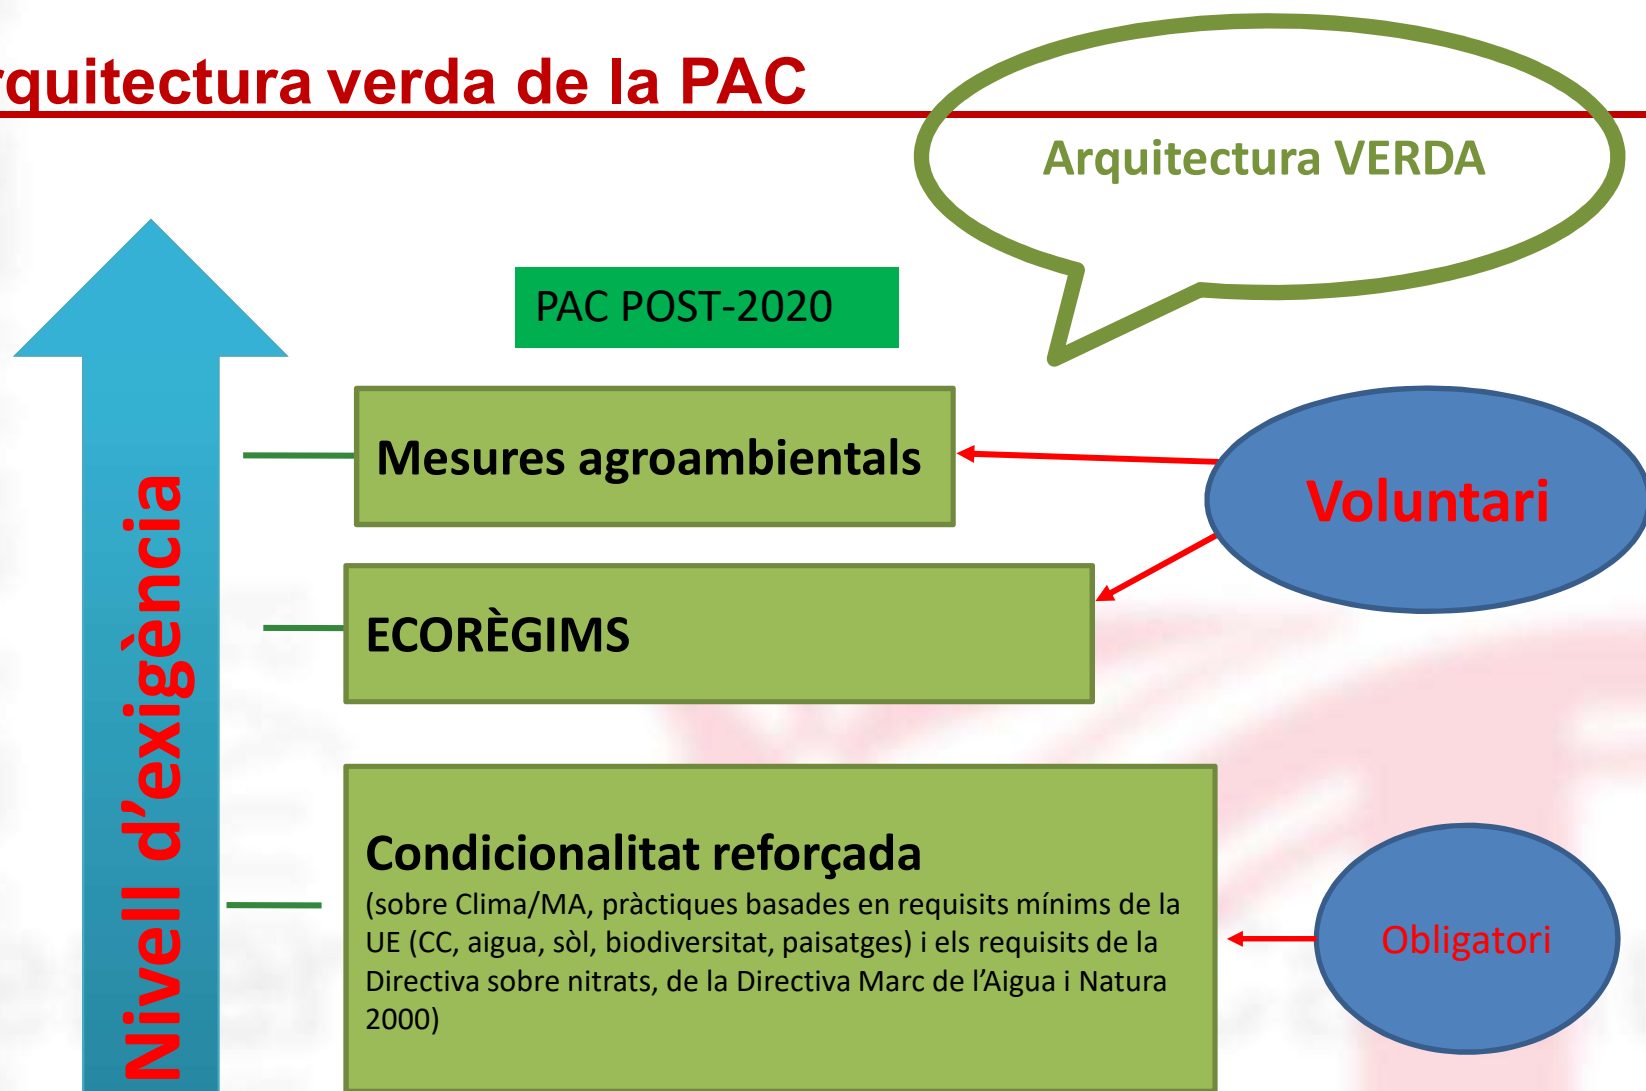 rquitectura verda de la PAC
Arquitectura VERDA
PAC POST-2020
Mesures agroambientals
Voluntari
ECORÈGIMS
Nivell d’exigència
Condicionalitat reforçada
(sobre Clima/MA, pràctiques basades en requisits mínims de la
UE (CC, aigua, sòl, biodiversitat, paisatges) i els requisits de la
Directiva sobre nitrats, de la Directiva Marc de l’Aigua i Natura
2000)
Obligatori